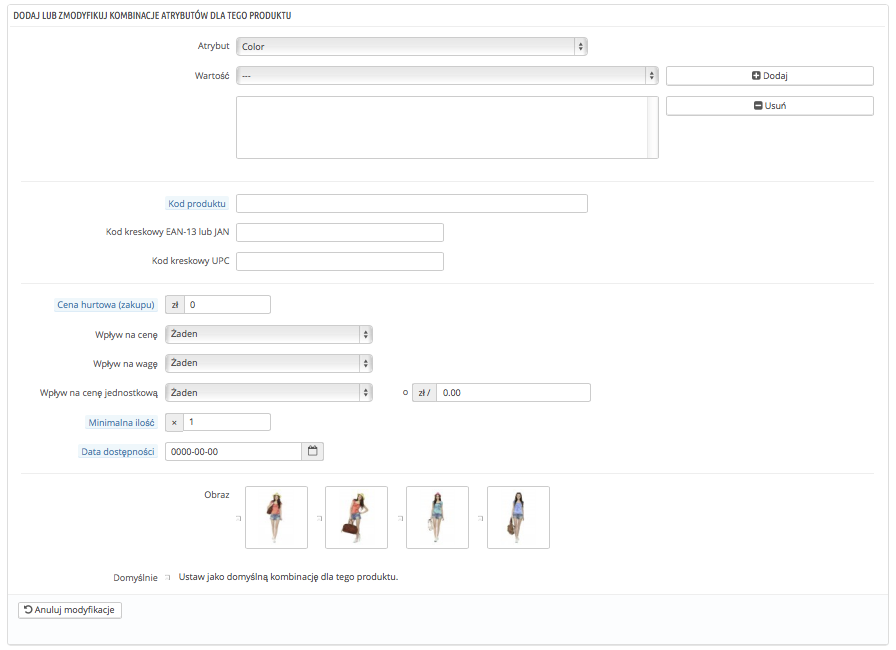 DODAJ LUB ZMODYFIKUJ KOMBINACJE ATRYBUTÓW DLA TEGO PRODUKTU
Atrybut Color
Wartość --- Dodaj
Usuń
Kod produktu
Kod kreskowy EAN-13 lub JAN
Kod kreskowy UPC
Cena hurtowa (zakupu) zł 0
Wpływ na cenę Żaden
Wpływ na wagę Żaden
Wpływ na cenę jednostkową Żaden o zł / 0.00
Minimalna ilość × 1
Data dostępności 0000-00-00
Obraz
Domyślnie Ustaw jako domyślną kombinację dla tego produktu.
Anuluj modyfikacje